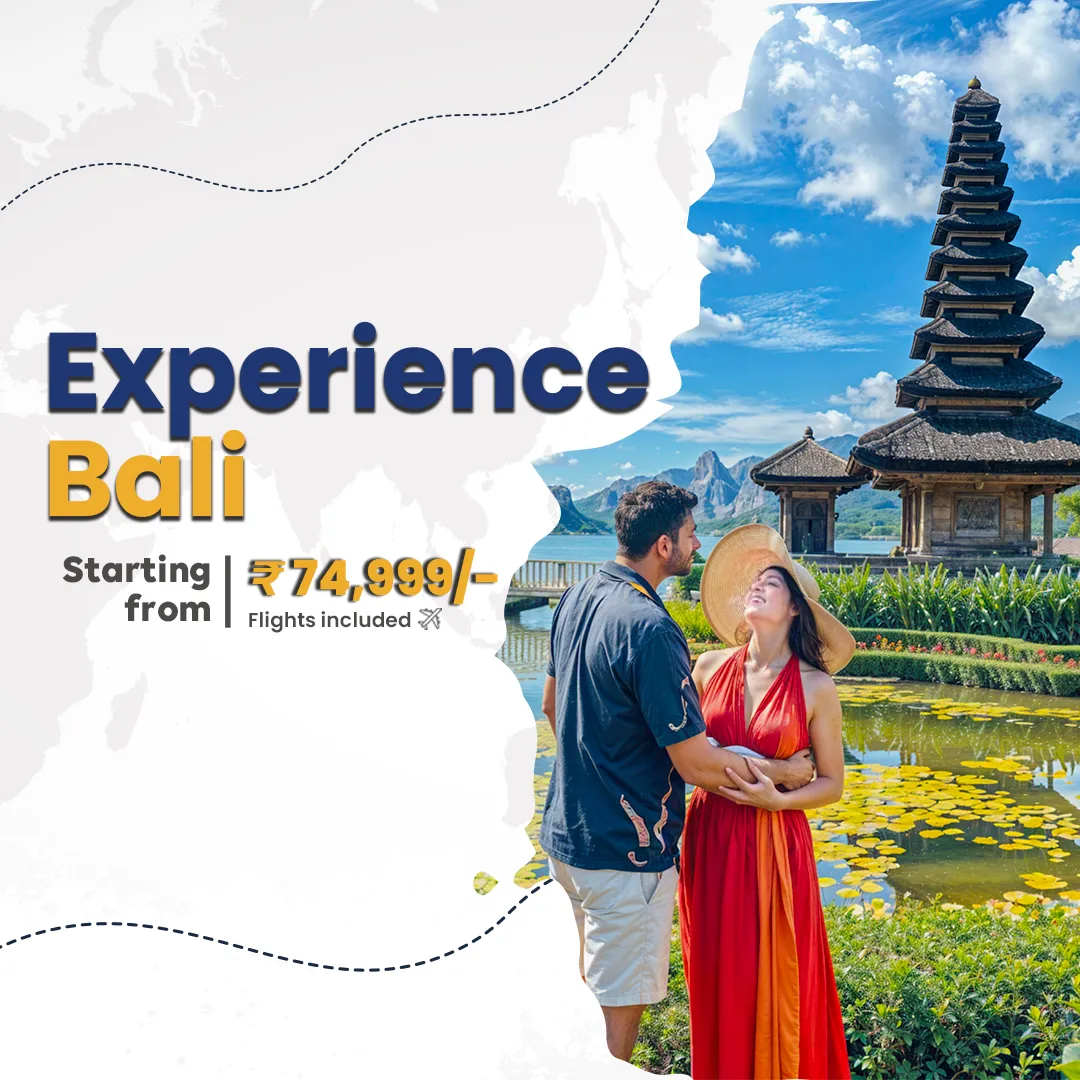 Experience
Bali
Starting
from
₹74,999/-
Flights included